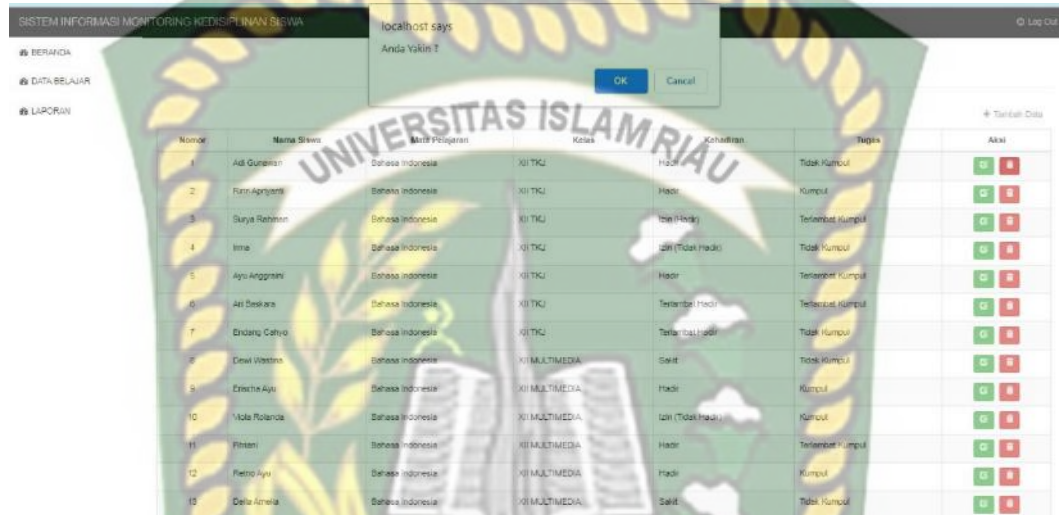 SISTEM INFORMASI MONITORING KEDISIPLINAN SISWA
Log Out
localhost says
Anda Yakin ?
OK Cancel
BERANDA
DATA BELAJAR
LAPORAN
UNIVERSITAS ISLAM RIAU
+ Tambah Data
Nomor Nama Siswa Mata Pelajaran Kelas Kehadiran Tugas Aksi
1 Adi Gunawan Bahasa Indonesia XII TKJ Hadir Tidak Kumpul
2 Rini Apriyanti Bahasa Indonesia XII TKJ Hadir Kumpul
3 Surya Rahman Bahasa Indonesia XII TKJ Izin (Hadir) Terlambat Kumpul
4 Irma Bahasa Indonesia XII TKJ Izin (Tidak Hadir) Tidak Kumpul
5 Ayu Anggraini Bahasa Indonesia XII TKJ Hadir Terlambat Kumpul
6 Ari Baskara Bahasa Indonesia XII TKJ Terlambat Hadir Terlambat Kumpul
7 Endang Cahyo Bahasa Indonesia XII TKJ Terlambat Hadir Tidak Kumpul
8 Dewi Bahasa Indonesia XII MULTIMEDIA Sakit Tidak Kumpul
9 Erischa Ayu Bahasa Indonesia XII MULTIMEDIA Hadir Kumpul
10 Viola Rolanda Bahasa Indonesia XII MULTIMEDIA Izin (Tidak Hadir) Kumpul
11 Bahasa Indonesia XII MULTIMEDIA Hadir Terlambat Kumpul
12 Retno Ayu Bahasa Indonesia XII MULTIMEDIA Hadir Kumpul
13 Della Amelia Bahasa Indonesia XII MULTIMEDIA Sakit Tidak Kumpul